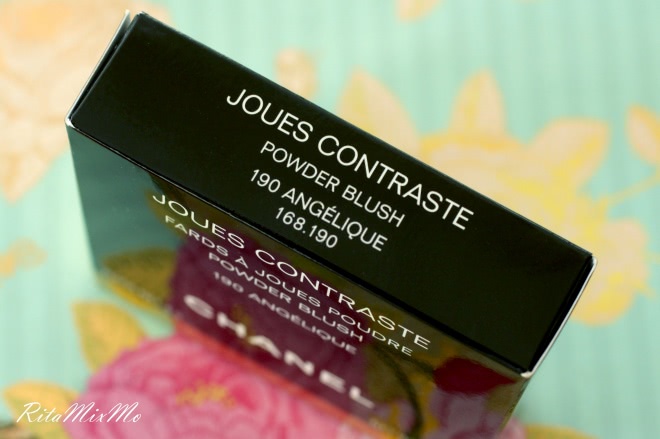 JOUES CONTRASTE
POWDER BLUSH
190 ANGÉLIQUE
168.190
JOUES CONTRASTE
FARDS À JOUES POUDRE
POWDER BLUSH
190 ANGÉLIQUE
CHANEL
RitaMixMo